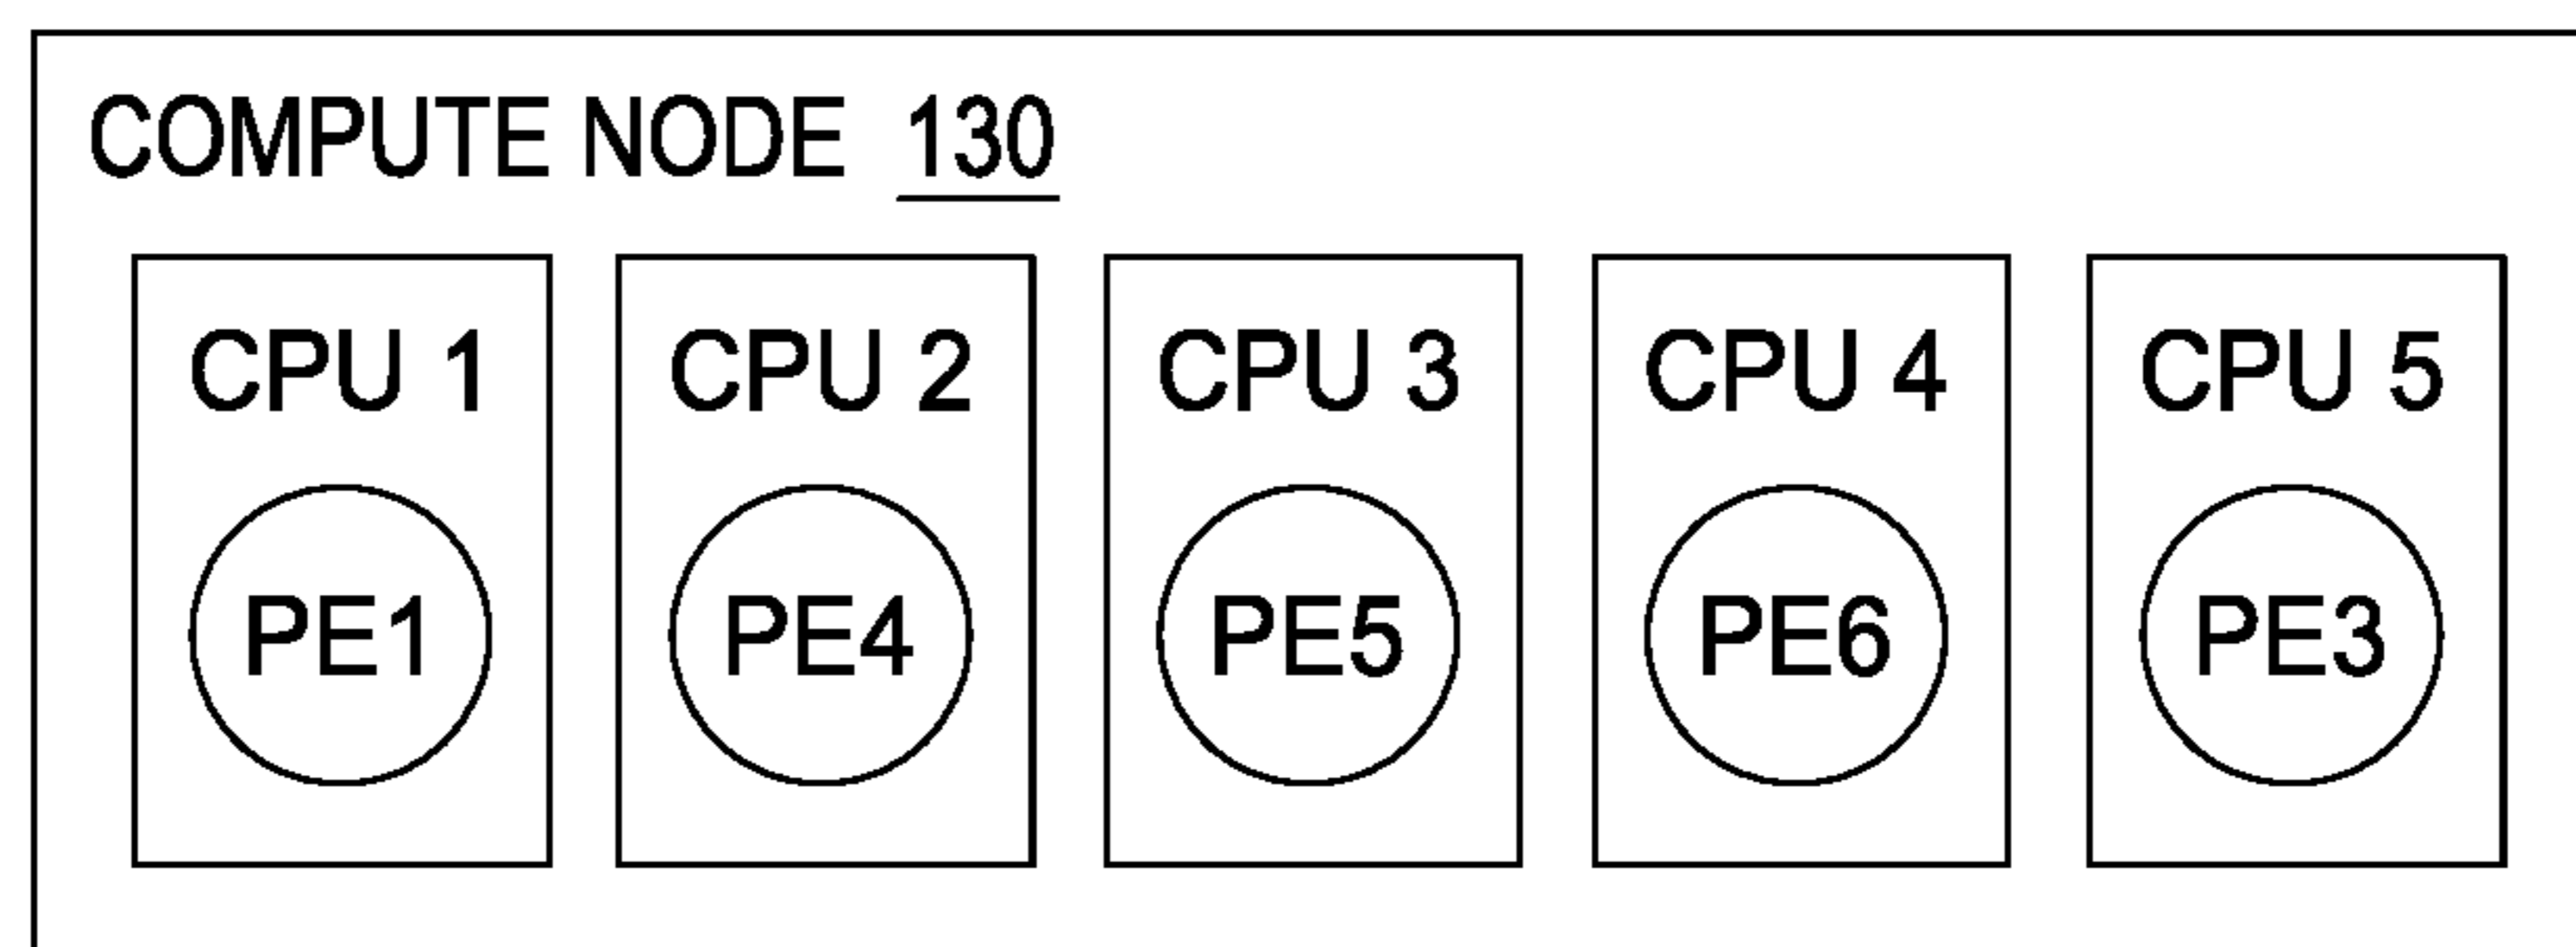 COMPUTE NODE 130
CPU 1 CPU 2 CPU 3 CPU 4 CPU 5
PE1 PE4 PE5 PE6 PE3